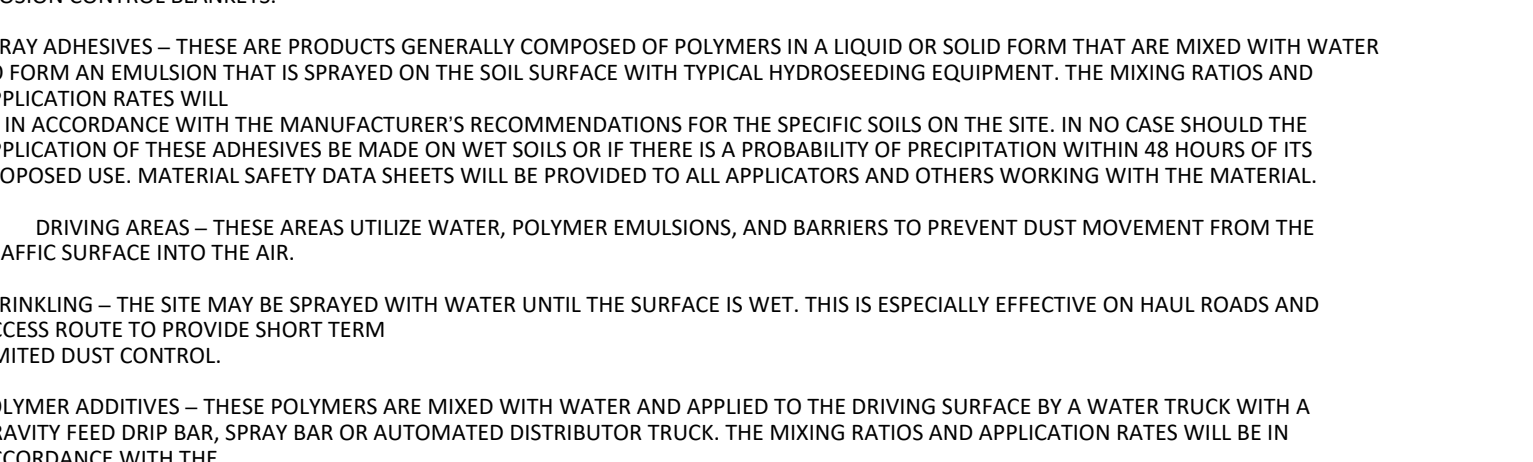 OSION CONTROL BLANKETS.
RAY ADHESIVES – THESE ARE PRODUCTS GENERALLY COMPOSED OF POLYMERS IN A LIQUID OR SOLID FORM THAT ARE MIXED WITH WATER
O FORM AN EMULSION THAT IS SPRAYED ON THE SOIL SURFACE WITH TYPICAL HYDROSEEDING EQUIPMENT. THE MIXING RATIOS AND
PPLICATION RATES WILL
IN ACCORDANCE WITH THE MANUFACTURER'S RECOMMENDATIONS FOR THE SPECIFIC SOILS ON THE SITE. IN NO CASE SHOULD THE
PPLICATION OF THESE ADHESIVES BE MADE ON WET SOILS OR IF THERE IS A PROBABILITY OF PRECIPITATION WITHIN 48 HOURS OF ITS
OPOSED USE. MATERIAL SAFETY DATA SHEETS WILL BE PROVIDED TO ALL APPLICATORS AND OTHERS WORKING WITH THE MATERIAL.
DRIVING AREAS – THESE AREAS UTILIZE WATER, POLYMER EMULSIONS, AND BARRIERS TO PREVENT DUST MOVEMENT FROM THE
AFFIC SURFACE INTO THE AIR.
RINKLING – THE SITE MAY BE SPRAYED WITH WATER UNTIL THE SURFACE IS WET. THIS IS ESPECIALLY EFFECTIVE ON HAUL ROADS AND
CCESS ROUTE TO PROVIDE SHORT TERM
MITED DUST CONTROL.
OLYMER ADDITIVES – THESE POLYMERS ARE MIXED WITH WATER AND APPLIED TO THE DRIVING SURFACE BY A WATER TRUCK WITH A
RAVITY FEED DRIP BAR, SPRAY BAR OR AUTOMATED DISTRIBUTOR TRUCK. THE MIXING RATIOS AND APPLICATION RATES WILL BE IN
CCORDANCE WITH THE